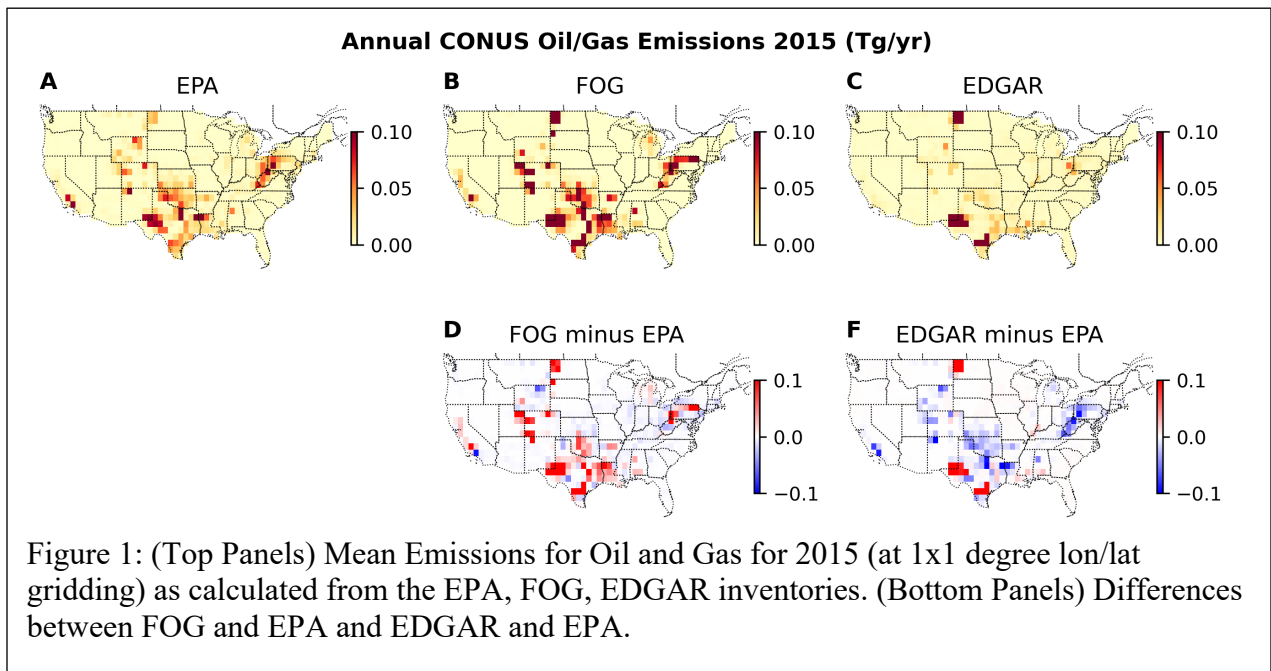 Annual CONUS Oil/Gas Emissions 2015 (Tg/yr)
A EPA
0.10
0.05
0.00
B FOG
0.10
0.05
0.00
C EDGAR
0.10
0.05
0.00
D FOG minus EPA
0.1
0.0
−0.1
F EDGAR minus EPA
0.1
0.0
−0.1
Figure 1: (Top Panels) Mean Emissions for Oil and Gas for 2015 (at 1x1 degree lon/lat
gridding) as calculated from the EPA, FOG, EDGAR inventories. (Bottom Panels) Differences
between FOG and EPA and EDGAR and EPA.